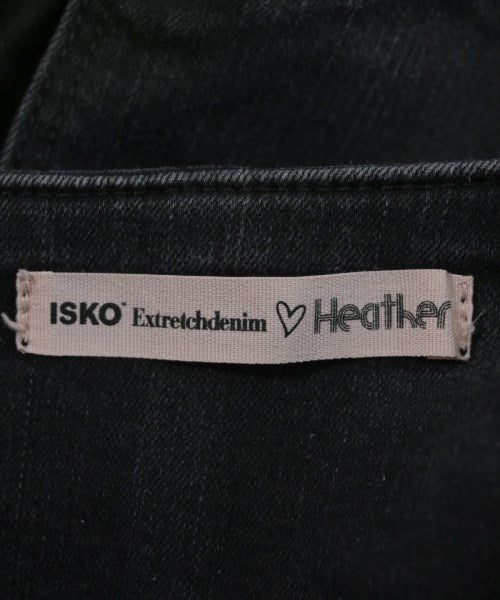 ISKO™ Extretchdenim ♡ Heather